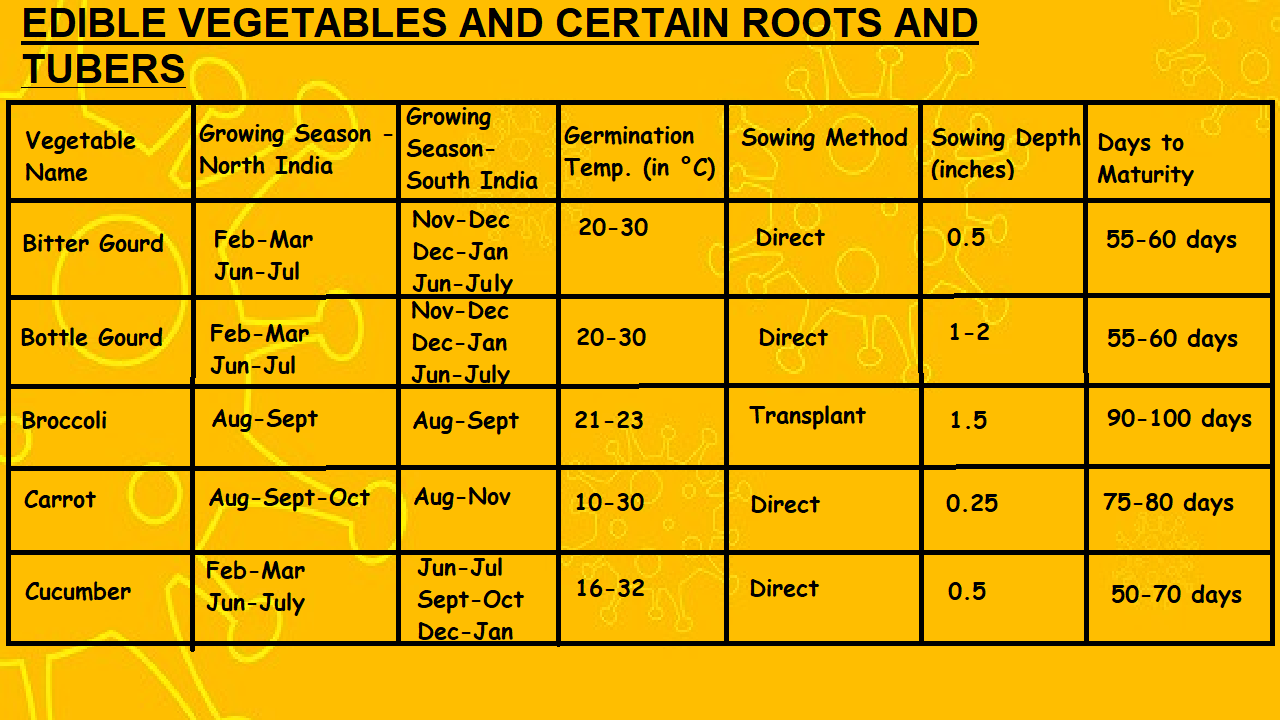 EDIBLE VEGETABLES AND CERTAIN ROOTS AND
TUBERS
Vegetable
Name
Growing Season -
North India
Growing
Season-
South India
Germination
Temp. (in °C)
Sowing Method
Sowing Depth
(inches)
Days to
Maturity
Bitter Gourd
Feb-Mar
Jun-Jul
Nov-Dec
Dec-Jan
Jun-July
20-30
Direct
0.5
55-60 days
Bottle Gourd
Feb-Mar
Jun-Jul
Nov-Dec
Dec-Jan
Jun-July
20-30
Direct
1-2
55-60 days
Broccoli
Aug-Sept
Aug-Sept
21-23
Transplant
1.5
90-100 days
Carrot
Aug-Sept-Oct
Aug-Nov
10-30
Direct
0.25
75-80 days
Cucumber
Feb-Mar
Jun-July
Jun-Jul
Sept-Oct
Dec-Jan
16-32
Direct
0.5
50-70 days